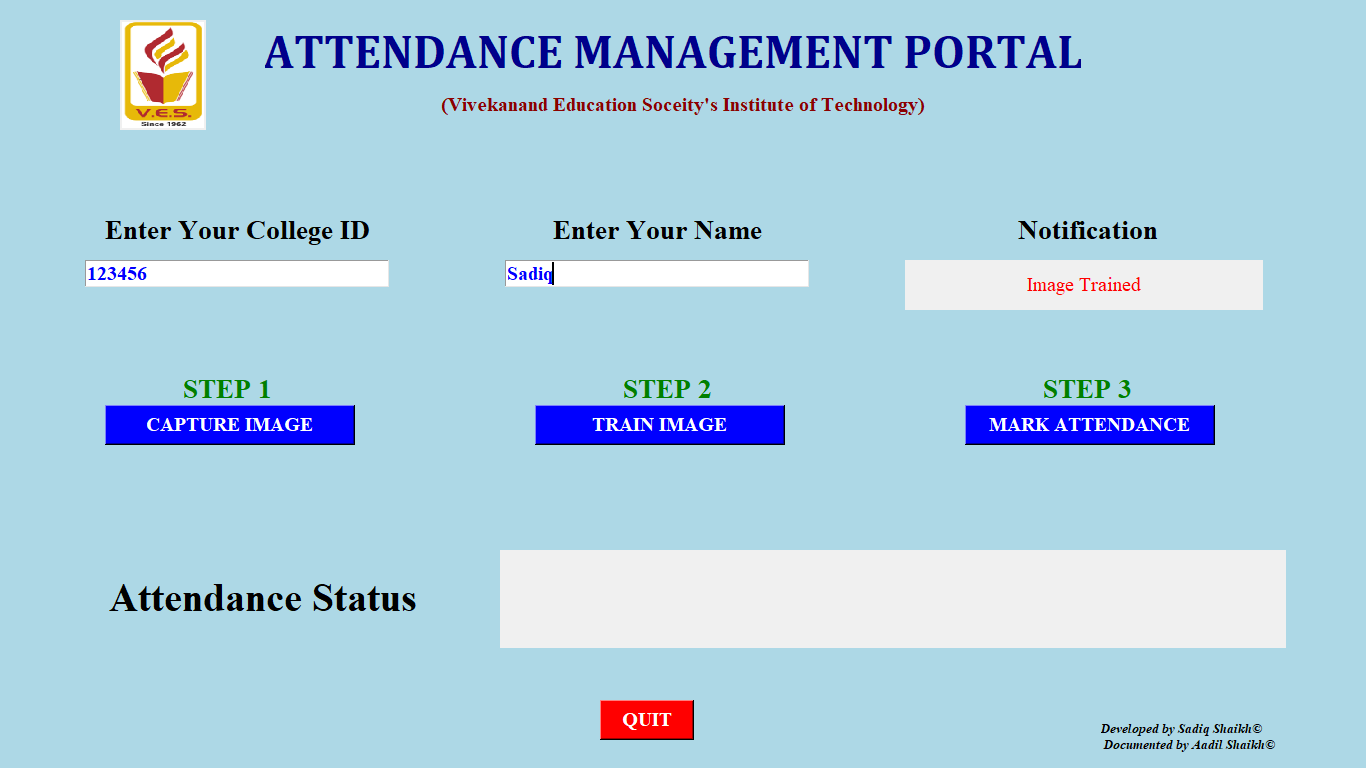 V.E.S.
Since 1962
ATTENDANCE MANAGEMENT PORTAL
(Vivekanand Education Soceity's Institute of Technology)
Enter Your College ID
Enter Your Name
Notification
123456
Sadiq
Image Trained
STEP 1
STEP 2
STEP 3
CAPTURE IMAGE
TRAIN IMAGE
MARK ATTENDANCE
Attendance Status
QUIT
Developed by Sadiq Shaikh©
Documented by Aadil Shaikh©